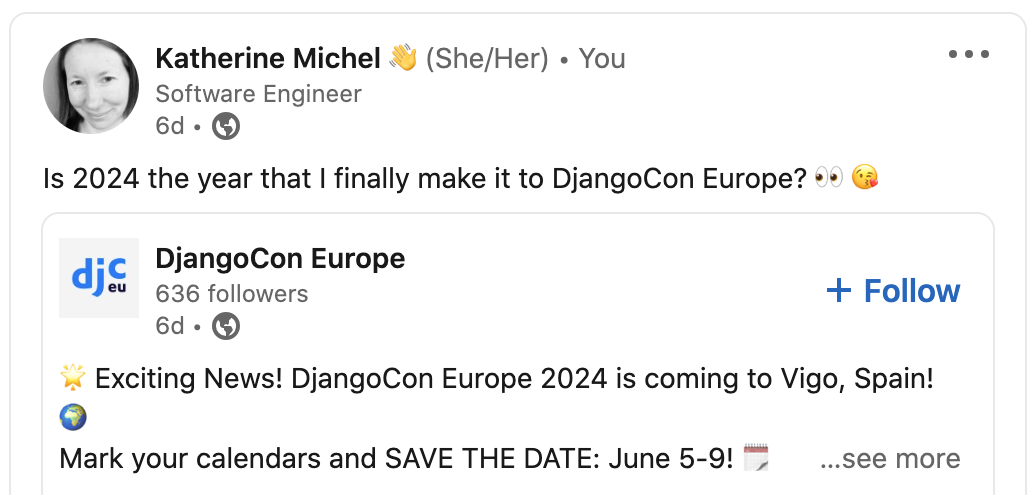 Katherine Michel 👋 (She/Her) • You
Software Engineer
6d •
Is 2024 the year that I finally make it to DjangoCon Europe? 👀 😘
djc
eu
DjangoCon Europe
636 followers
6d •
+ Follow
🌟 Exciting News! DjangoCon Europe 2024 is coming to Vigo, Spain!
🌍
Mark your calendars and SAVE THE DATE: June 5-9! 🗓️ ...see more